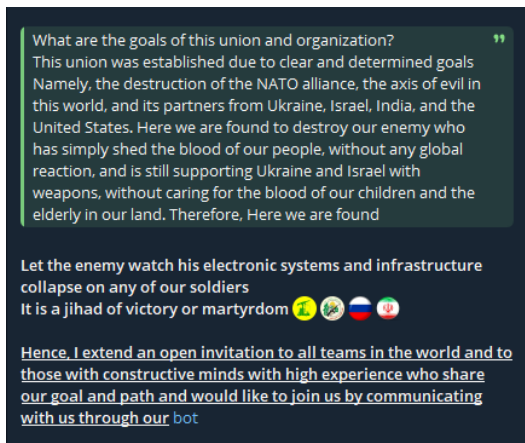 What are the goals of this union and organization?
This union was established due to clear and determined goals
Namely, the destruction of the NATO alliance, the axis of evil in
this world, and its partners from Ukraine, Israel, India, and the
United States. Here we are found to destroy our enemy who
has simply shed the blood of our people, without any global
reaction, and is still supporting Ukraine and Israel with
weapons, without caring for the blood of our children and the
elderly in our land. Therefore, Here we are found
Let the enemy watch his electronic systems and infrastructure
collapse on any of our soldiers
It is a jihad of victory or martyrdom
Hence, I extend an open invitation to all teams in the world and to
those with constructive minds with high experience who share
our goal and path and would like to join us by communicating
with us through our bot